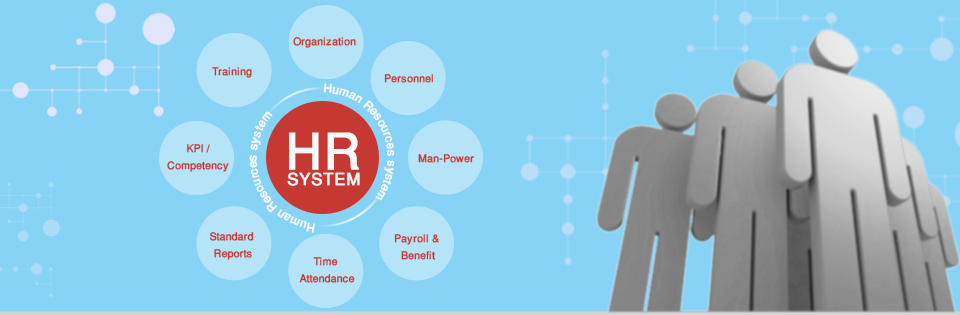 Organization
Personnel
Man-Power
Payroll &
Benefit
Time
Attendance
Standard
Reports
KPI /
Competency
Training
Human Resources system
Human Resources system
HR
SYSTEM